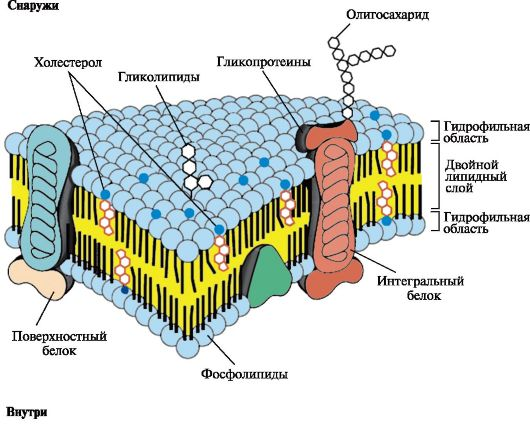 Снаружи
Олигосахарид
Холестерол
Гликолипиды
Гликопротеины
Гидрофильная
область
Двойной
липидный
слой
Гидрофильная
область
Интегральный
белок
Поверхностный
белок
Фосфолипиды
Внутри